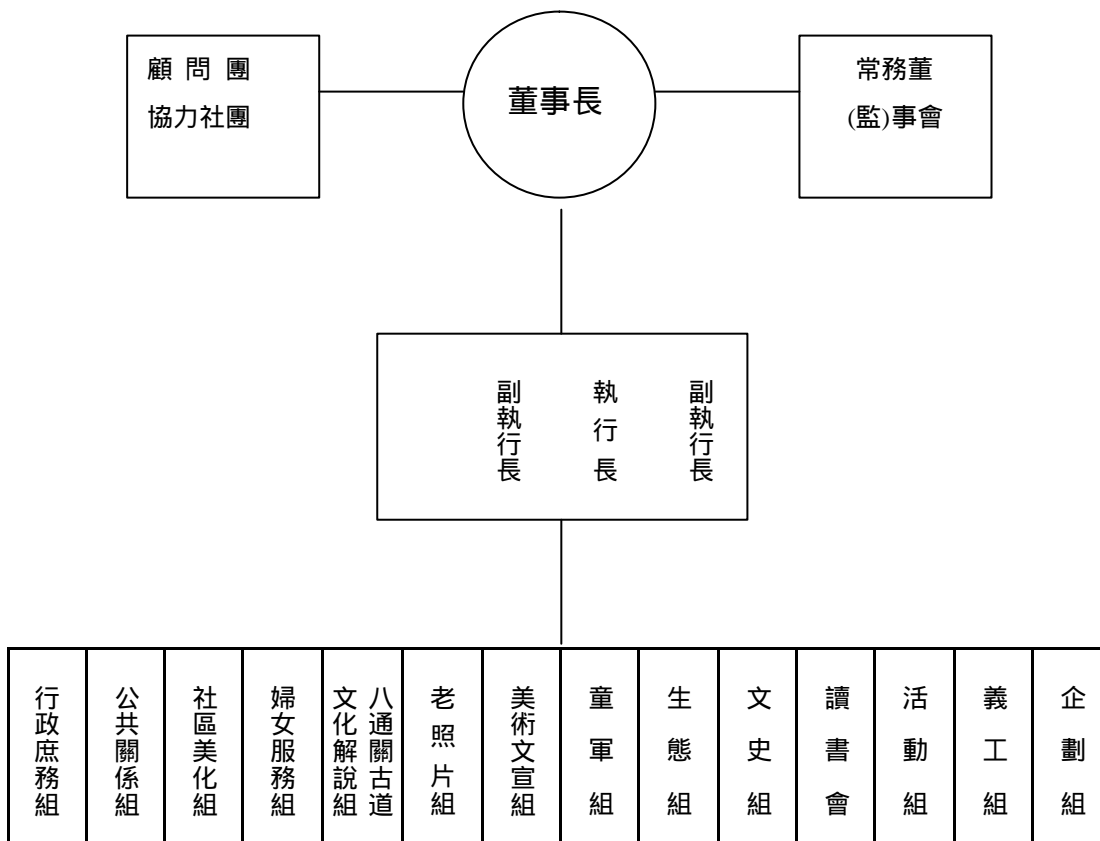 顧問團
協力社團
董事長
常務董
(監)事會
副執行長
執行長
副執行長
行政庶務組
公共關係組
社區美化組
婦女服務組
八通關古道
文化解說組
老照片組
美術文宣組
童軍組
生態組
文史組
讀書會
活動組
義工組
企劃組